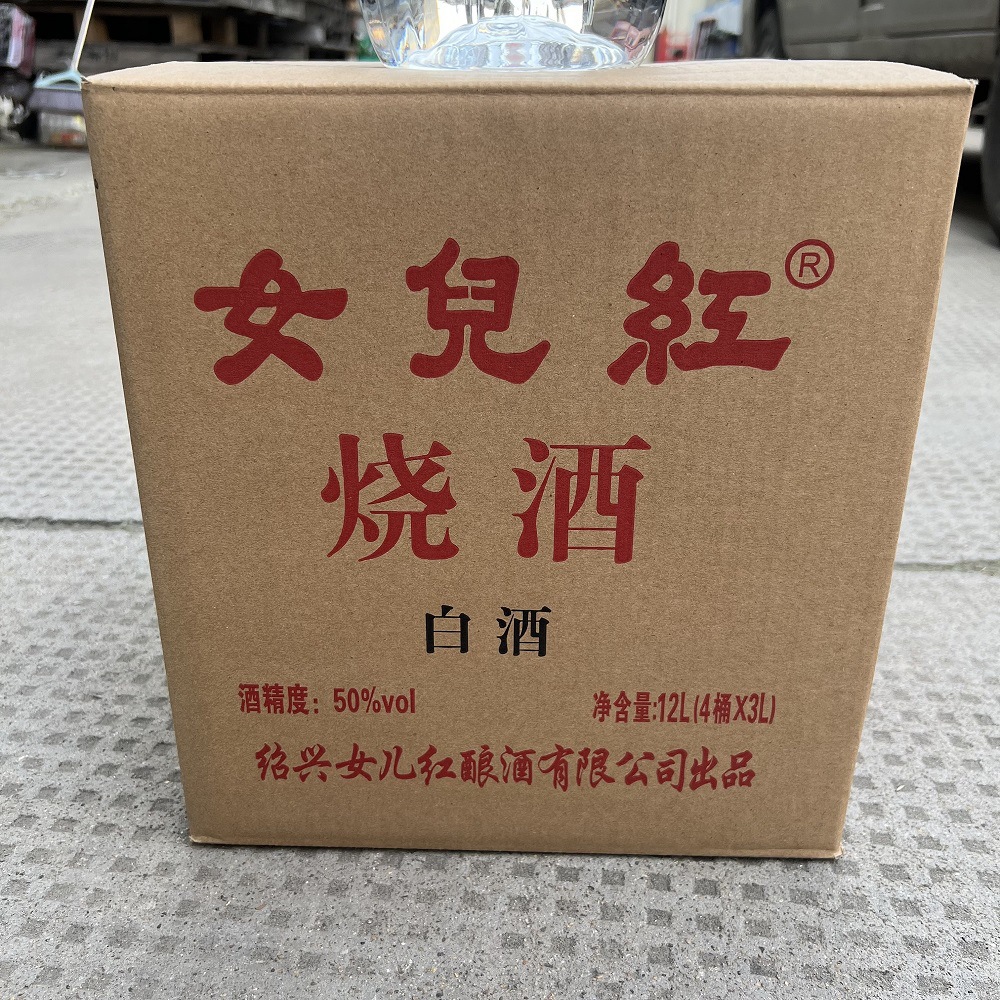 女兒紅®
烧酒
白酒
酒精度：50%vol 净含量:12L(4桶X3L)
绍兴女儿红酿酒有限公司出品